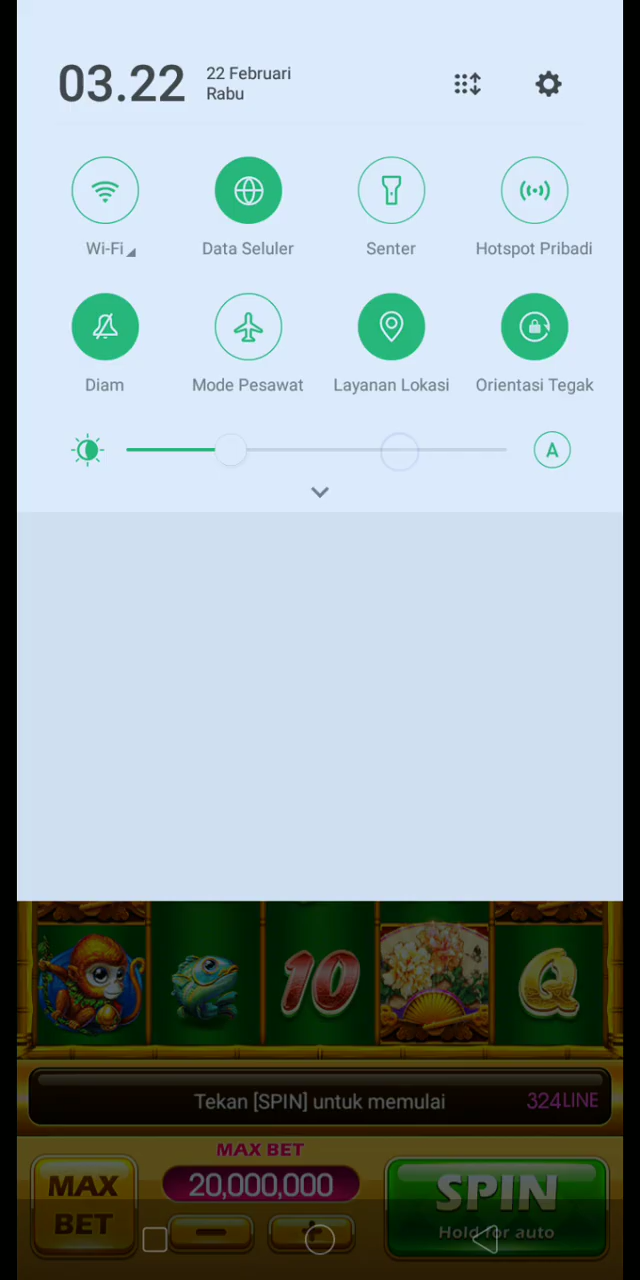 03.22
22 Februari
Rabu
Wi-Fi
Data Seluler
Senter
Hotspot Pribadi
Diam
Mode Pesawat
Layanan Lokasi
Orientasi Tegak
A
10
Q
Tekan [SPIN] untuk memulai
324LINE
MAX BET
MAX
BET
20,000,000
SPIN
Hold for auto